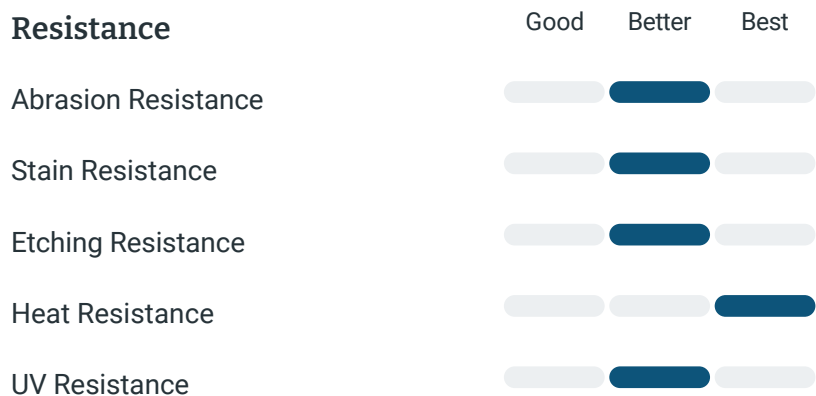 Resistance Good Better Best
Abrasion Resistance
Stain Resistance
Etching Resistance
Heat Resistance
UV Resistance